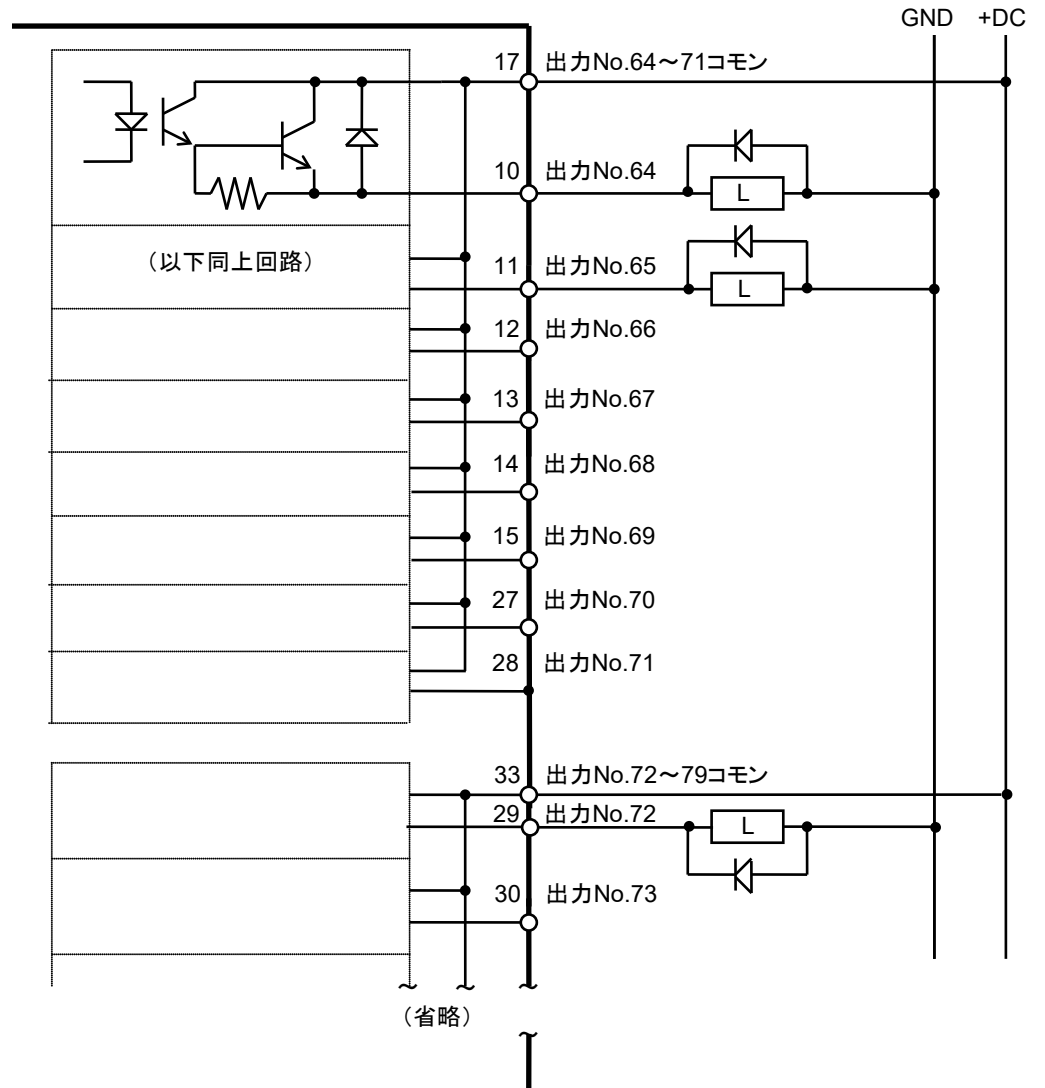 GND +DC
17 出力No.64～71コモン
10 出力No.64
L
(以下同上回路)
11 出力No.65
L
12 出力No.66
13 出力No.67
14 出力No.68
15 出力No.69
27 出力No.70
28 出力No.71
33 出力No.72～79コモン
29 出力No.72
L
30 出力No.73
(省略)